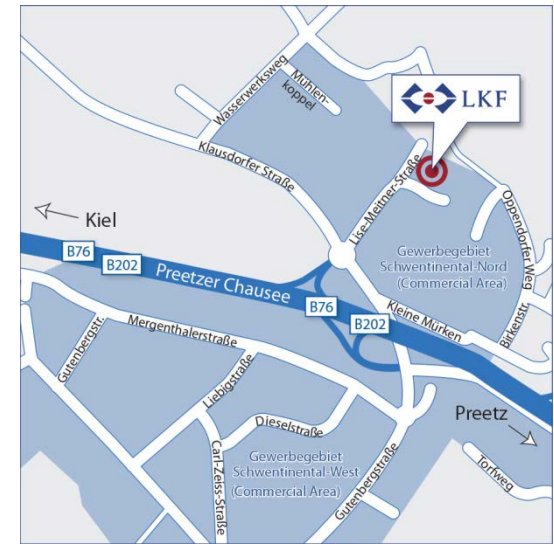 Wasserwerksweg
Mühlen-
koppel
LKF
Klausdorfer Straße
Lise-Meitner-Straße
Oppendorfer Weg
Kiel
Gewerbegebiet
Schwentinental-Nord
(Commercial Area)
B76
B202
Preetzer Chausee
B76
B202
Kleine Mürken
Birkenstr.
Mergenthalerstraße
Gutenbergstr.
Liebigstraße
Dieselstraße
Preetz
Gewerbegebiet
Schwentinental-West
(Commercial Area)
Carl-Zeiss-Straße
Gutenbergstraße
Torfweg